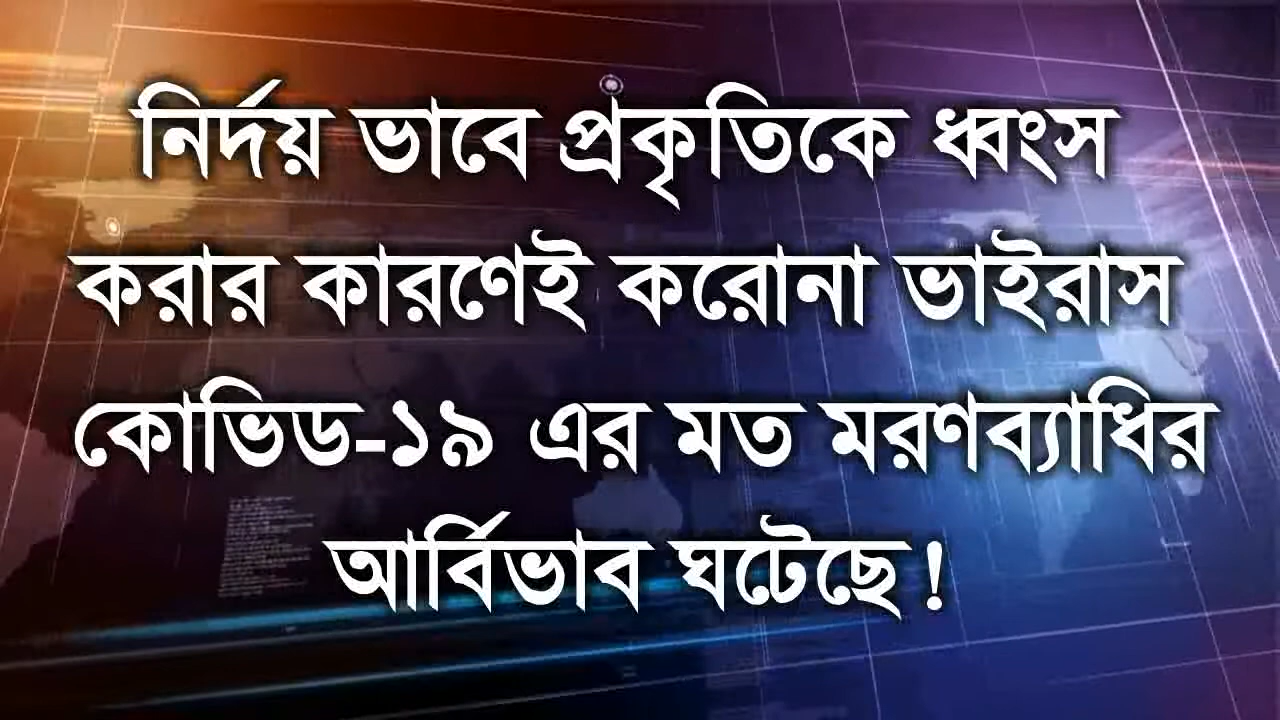 নির্দয় ভাবে প্রকৃতিকে ধ্বংস
করার কারণেই করোনা ভাইরাস
কোভিড-১৯ এর মত মরণব্যাধির
আর্বিভাব ঘটেছে!